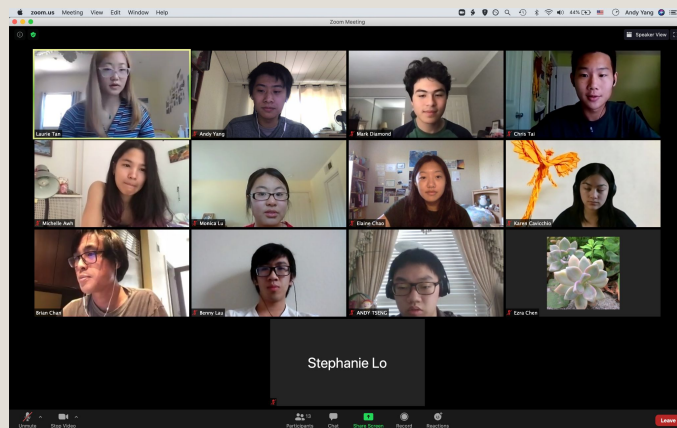 zoom.us Meeting View Edit Window Help 44% Andy Yang
Zoom Meeting
Speaker View
Laurie Tan
Andy Yang
Mark Diamond
Chris Tai
Michelle Awh
Monica Lu
Elaine Chao
Karen Cavicchio
Brian Chan
Benny Lau
ANDY TSENG
Ezra Chen
Stephanie Lo
13
Unmute Stop Video Participants Chat Share Screen Record Reactions Leave